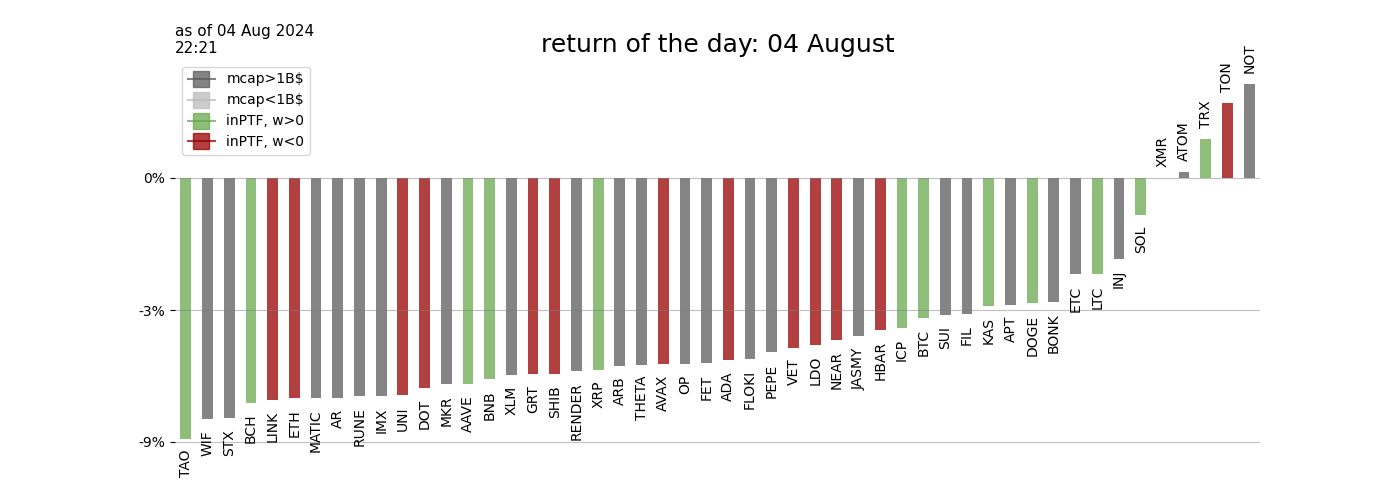 as of 04 Aug 2024
22:21
return of the day: 04 August
mcap>1B$
mcap<1B$
inPTF, w>0
inPTF, w<0
0%
-3%
-9%
TAO
WIF
STX
BCH
LINK
ETH
MATIC
AR
RUNE
IMX
UNI
DOT
MKR
AAVE
BNB
XLM
GRT
SHIB
RENDER
XRP
ARB
THETA
AVAX
OP
FET
ADA
FLOKI
PEPE
VET
LDO
NEAR
JASMY
HBAR
ICP
BTC
SUI
FIL
KAS
APT
DOGE
BONK
ETC
LTC
INJ
SOL
XMR
ATOM
TRX
TON
NOT